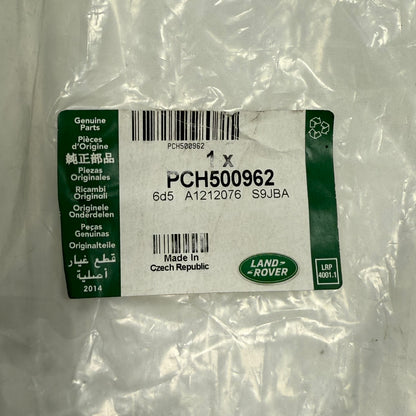 Genuine
Parts
Pièces
d'Origine
純正部品
Piezas
Originales
Ricambi
Originali
Originele
Onderdelen
Peças
Genuinas
Originalteile
قطع غيار
أصلية
2014
PCH500962
1 x
PCH500962
6d5 A1212076 S9JBA
Made In
Czech Republic
LAND
ROVER
LRP
4001.1